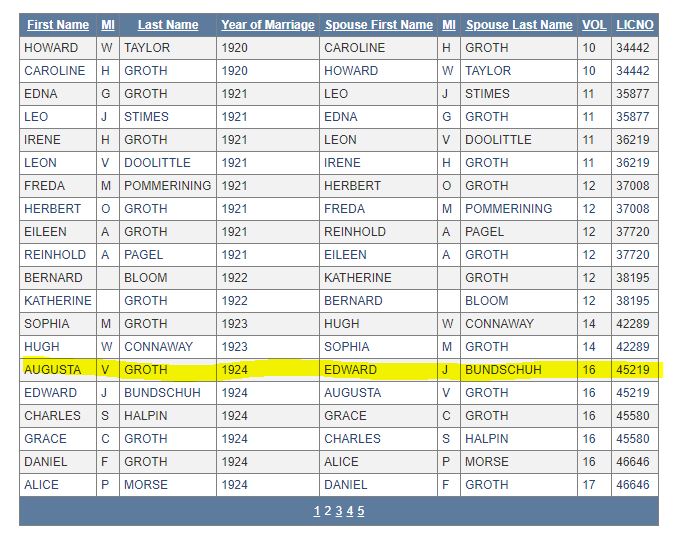 First Name MI Last Name Year of Marriage Spouse First Name MI Spouse Last Name VOL LICNO
HOWARD W TAYLOR 1920 CAROLINE H GROTH 10 34442
CAROLINE H GROTH 1920 HOWARD W TAYLOR 10 34442
EDNA G GROTH 1921 LEO J STIMES 11 35877
LEO J STIMES 1921 EDNA G GROTH 11 35877
IRENE H GROTH 1921 LEON V DOOLITTLE 11 36219
LEON V DOOLITTLE 1921 IRENE H GROTH 11 36219
FREDA M POMMERINING 1921 HERBERT O GROTH 12 37008
HERBERT O GROTH 1921 FREDA M POMMERINING 12 37008
EILEEN A GROTH 1921 REINHOLD A PAGEL 12 37720
REINHOLD A PAGEL 1921 EILEEN A GROTH 12 37720
BERNARD BLOOM 1922 KATHERINE GROTH 12 38195
KATHERINE GROTH 1922 BERNARD BLOOM 12 38195
SOPHIA M GROTH 1923 HUGH W CONNAWAY 14 42289
HUGH W CONNAWAY 1923 SOPHIA M GROTH 14 42289
AUGUSTA V GROTH 1924 EDWARD J BUNDSCHUH 16 45219
EDWARD J BUNDSCHUH 1924 AUGUSTA V GROTH 16 45219
CHARLES S HALPIN 1924 GRACE C GROTH 16 45580
GRACE C GROTH 1924 CHARLES S HALPIN 16 45580
DANIEL F GROTH 1924 ALICE P MORSE 16 46646
ALICE P MORSE 1924 DANIEL F GROTH 17 46646
1 2 3 4 5